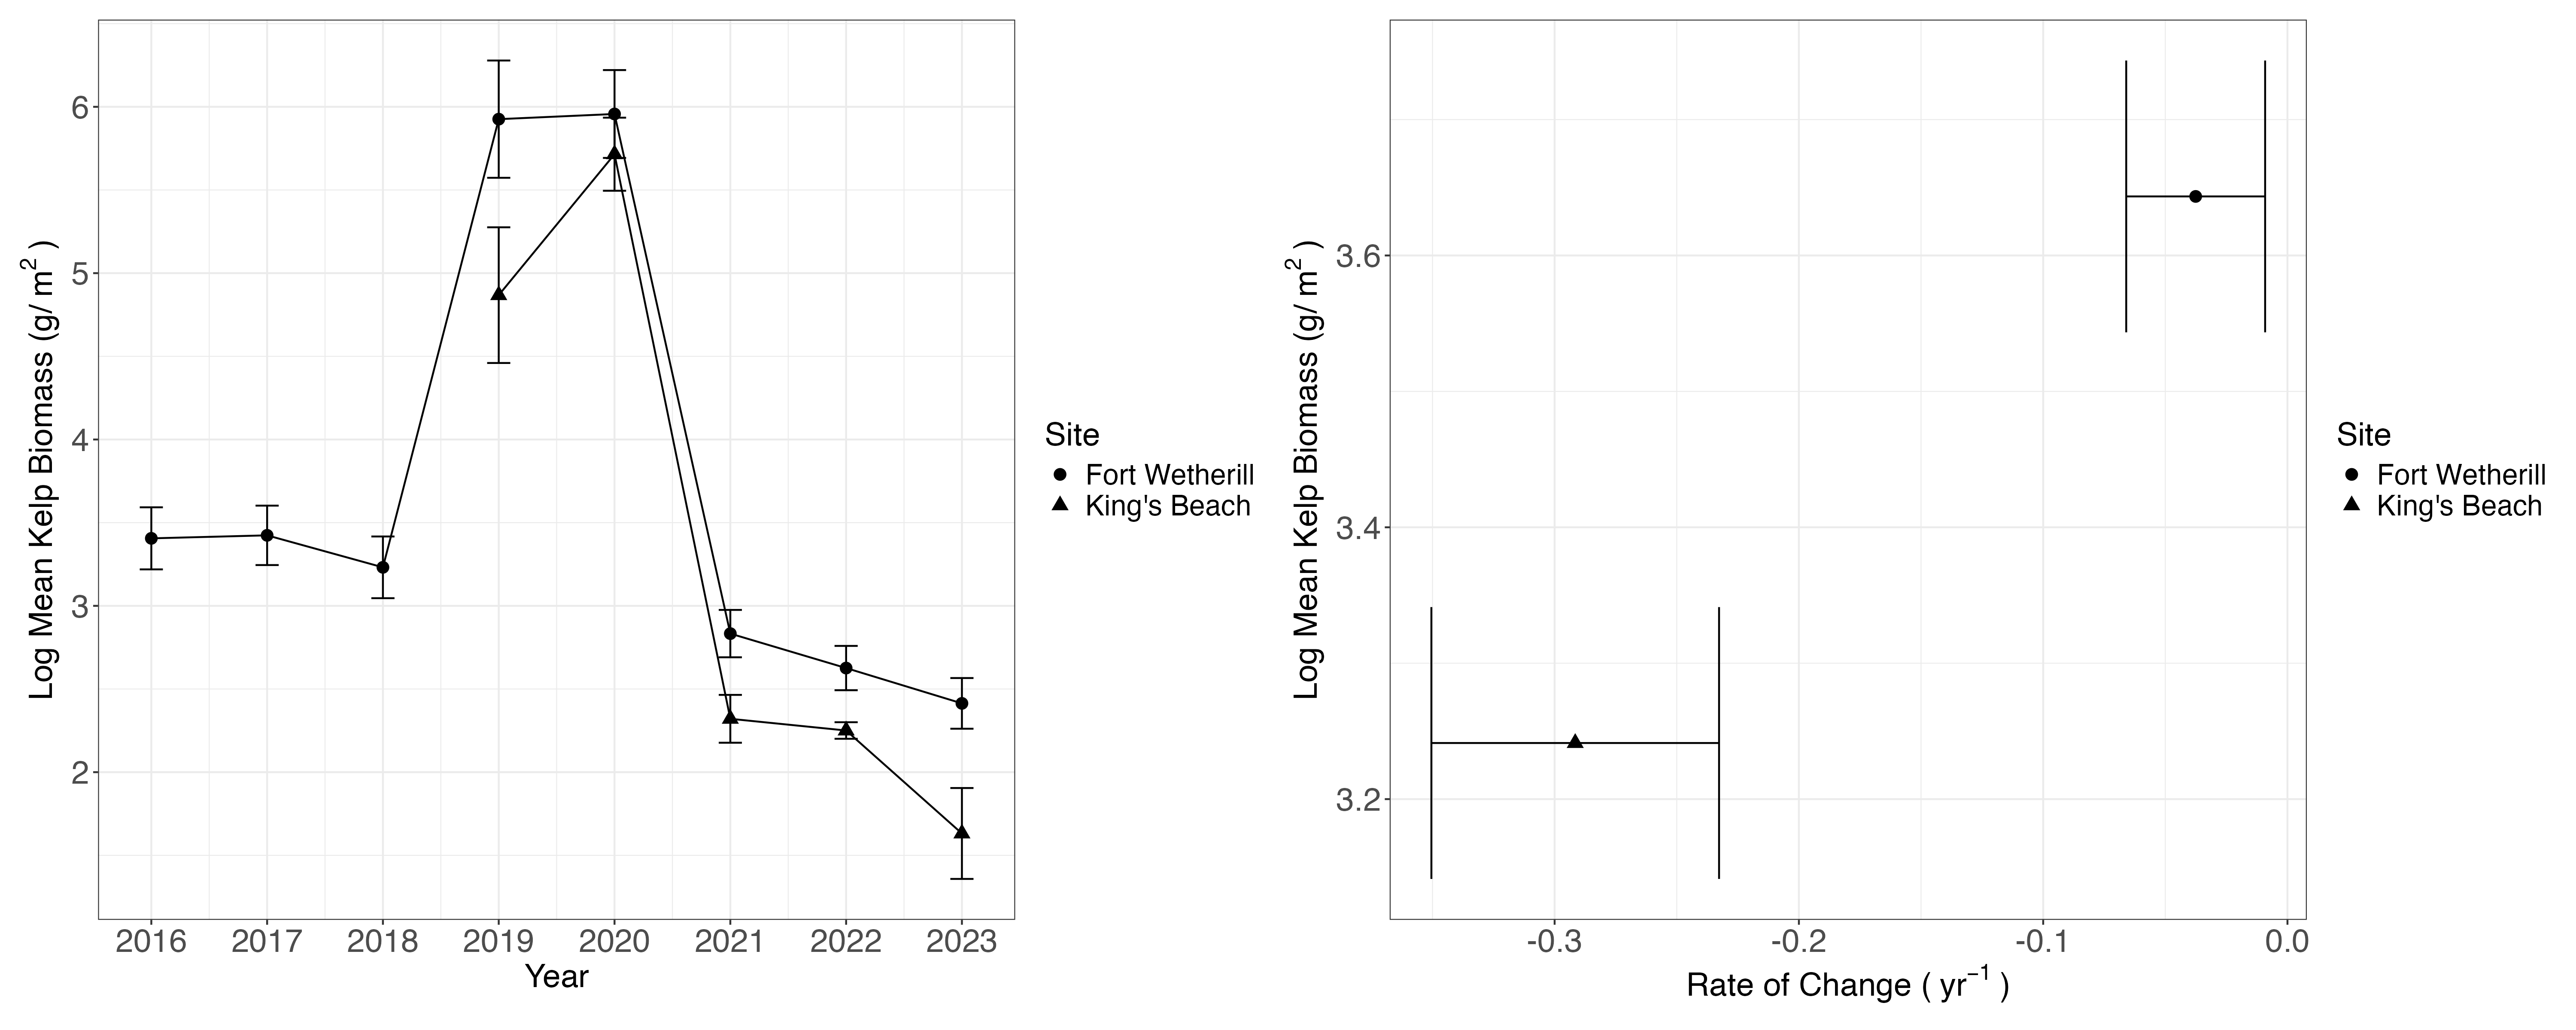 Log Mean Kelp Biomass (g/ m²)
6
5
4
3
2
2016 2017 2018 2019 2020 2021 2022 2023
Year
Site
Fort Wetherill
King's Beach
Log Mean Kelp Biomass (g/ m²)
3.6
3.4
3.2
-0.3 -0.2 -0.1 0.0
Rate of Change ( yr⁻¹ )
Site
Fort Wetherill
King's Beach